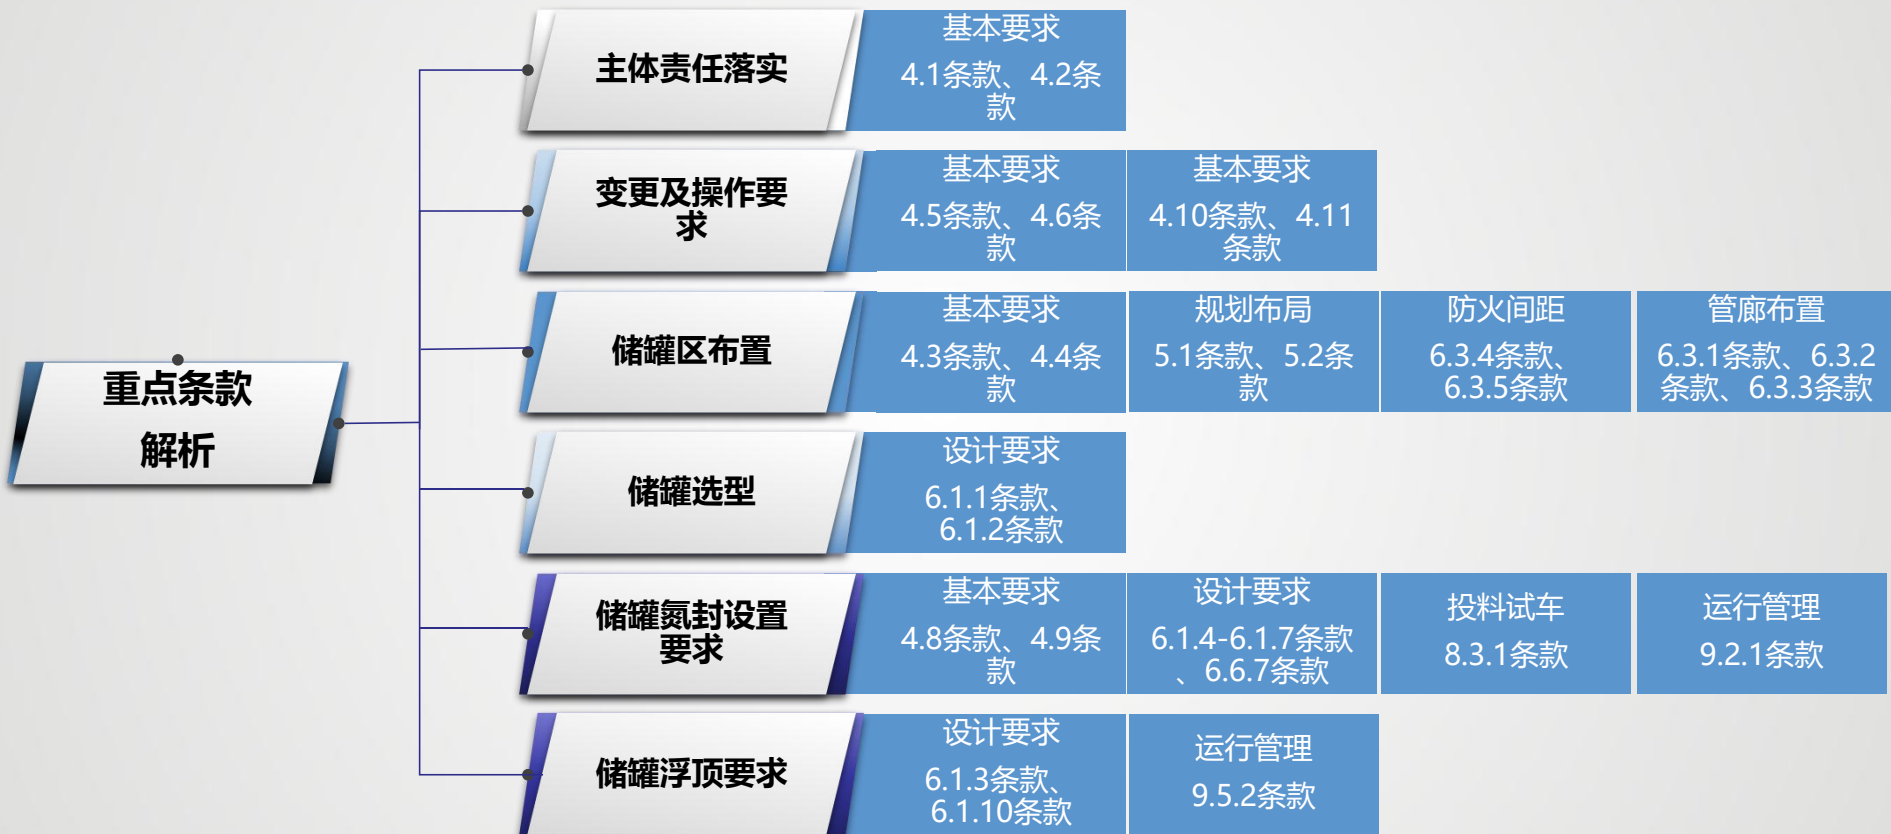 重点条款
解析
主体责任落实
基本要求
4.1条款、4.2条
款
变更及操作要
求
基本要求
4.5条款、4.6条
款
基本要求
4.10条款、4.11
条款
储罐区布置
基本要求
4.3条款、4.4条
款
规划布局
5.1条款、5.2条
款
防火间距
6.3.4条款、
6.3.5条款
管廊布置
6.3.1条款、6.3.2
条款、6.3.3条款
储罐选型
设计要求
6.1.1条款、
6.1.2条款
储罐氮封设置
要求
基本要求
4.8条款、4.9条
款
设计要求
6.1.4-6.1.7条款
、6.6.7条款
投料试车
8.3.1条款
运行管理
9.2.1条款
储罐浮顶要求
设计要求
6.1.3条款、
6.1.10条款
运行管理
9.5.2条款